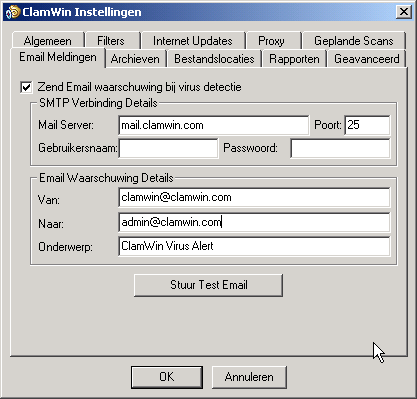 ClamWin Instellingen
Algemeen Filters Internet Updates Proxy Geplande Scans
Email Meldingen Archieven Bestandslocaties Rapporten Geavanceerd
Zend Email waarschuwing bij virus detectie
SMTP Verbinding Details
Mail Server: mail.clamwin.com Poort: 25
Gebruikersnaam: Passwoord:
Email Waarschuwing Details
Van: clamwin@clamwin.com
Naar: admin@clamwin.com
Onderwerp: ClamWin Virus Alert
Stuur Test Email
OK Annuleren